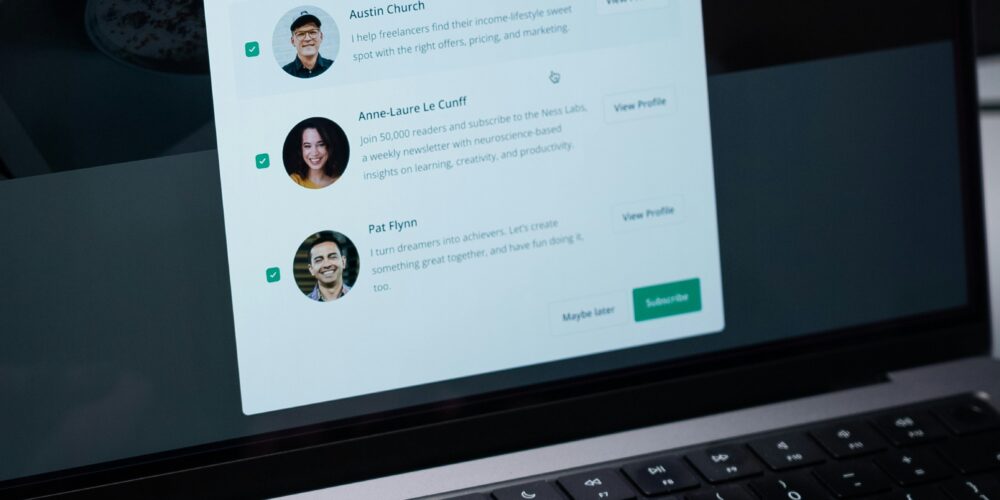 Austin Church
I help freelancers find their income-lifestyle sweet
spot with the right offers, pricing, and marketing.
Anne-Laure Le Cunff
View Profile
Join 50,000 readers and subscribe to the Ness Labs,
a weekly newsletter with neuroscience-based
insights on learning, creativity, and productivity.
Pat Flynn
View Profile
I turn dreamers into achievers. Let's create
something great together, and have fun doing it,
too.
Maybe later
Subscribe
F7
F8
F9
F10
F11
F12